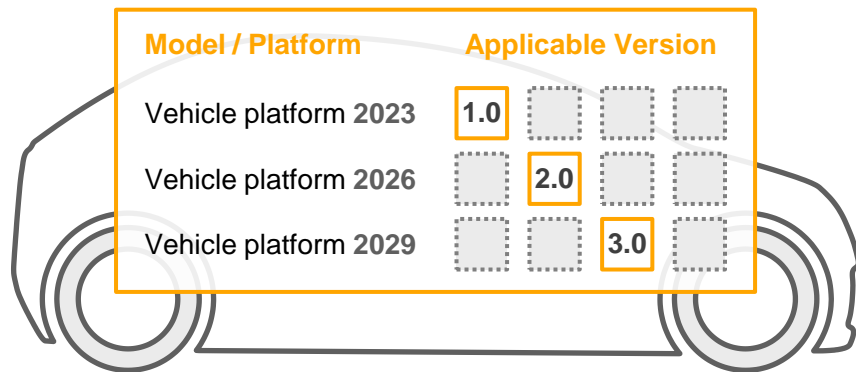 Model / Platform Applicable Version
Vehicle platform 2023 1.0
Vehicle platform 2026 2.0
Vehicle platform 2029 3.0